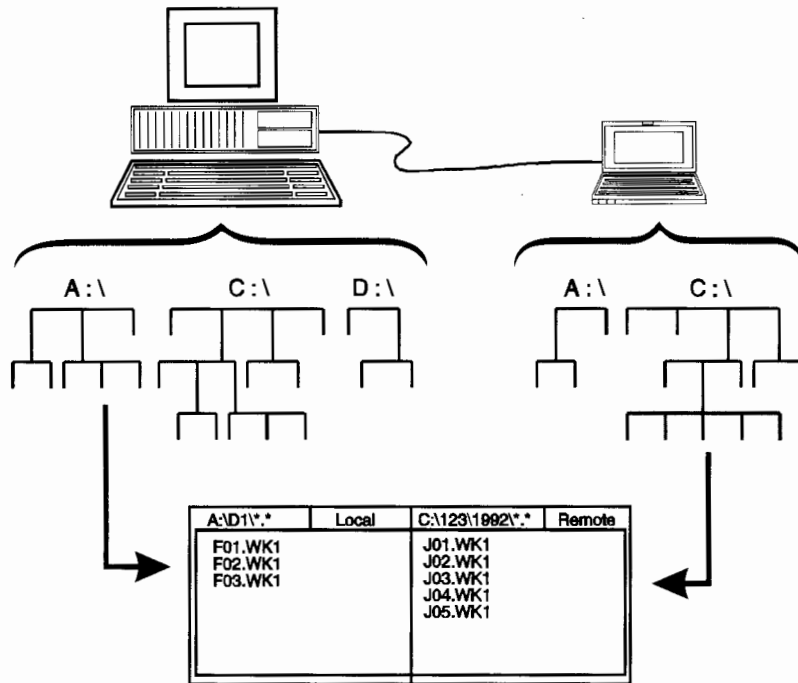 A:\ C:\ D:\ A:\ C:\
A:\D1\*.* Local C:\123\1992\*.* Remote
F01.WK1 J01.WK1
F02.WK1 J02.WK1
F03.WK1 J03.WK1
J04.WK1
J05.WK1